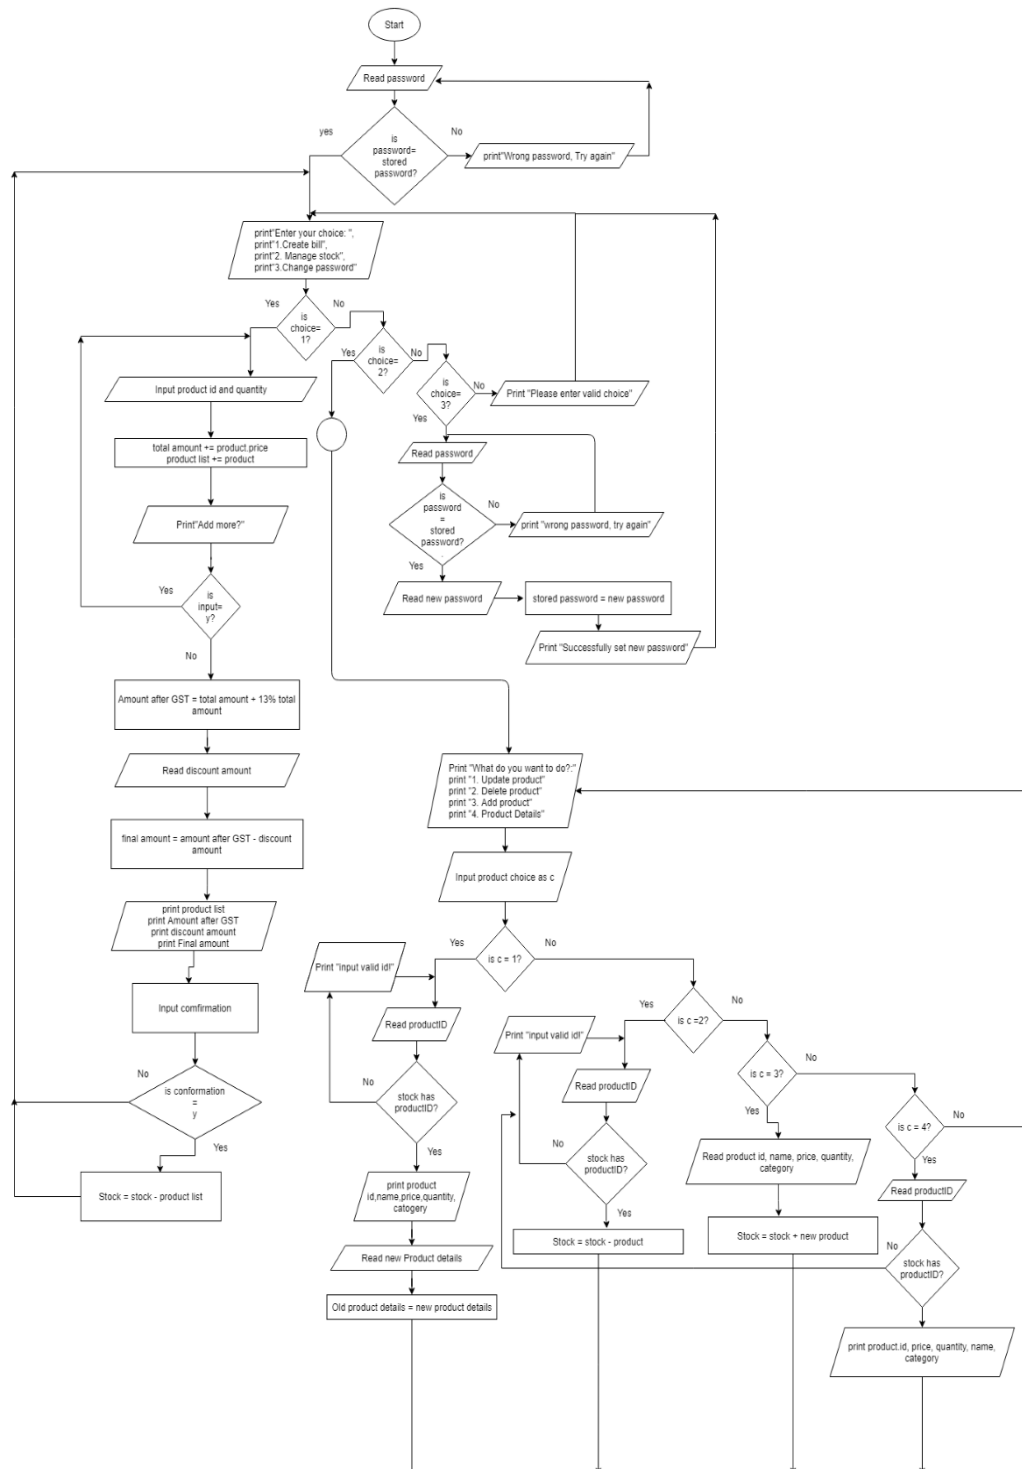 Start
Read password
yes
is
password=
stored
password?
No
print"Wrong password, Try again"
print"Enter your choice: ",
print"1.Create bill",
print"2. Manage stock",
print"3.Change password"
Yes
is
choice=
1?
No
Yes
is
choice=
2?
No
is
choice=
3?
No
Print "Please enter valid choice"
Yes
Input product id and quantity
total amount += product.price
product list += product
Print"Add more?"
Yes
is
input=
y?
No
Read password
is
password
=
stored
password?
.
No
print "wrong password, try again"
Yes
Read new password
stored password = new password
Print "Successfully set new password"
Amount after GST = total amount + 13% total
amount
Read discount amount
final amount = amount after GST - discount
amount
print product list
print Amount after GST
print discount amount
print Final amount
Input comfirmation
No
is conformation
=
y
Yes
Stock = stock - product list
Print "What do you want to do?:"
print "1. Update product"
print "2. Delete product"
print "3. Add product"
print "4. Product Details"
Input product choice as c
Yes
is c = 1?
No
Print "input valid id!"
Read productID
No
stock has
productID?
Yes
print product
id,name,price,quantity,
catogery
Read new Product details
Old product details = new product details
Yes
is c =2?
No
Print "input valid id!"
Read productID
No
stock has
productID?
Yes
Stock = stock - product
is c = 3?
No
Yes
Read product id, name, price, quantity,
category
Stock = stock + new product
is c = 4?
No
Yes
Read productID
No
stock has
productID?
print product.id, price, quantity, name,
category